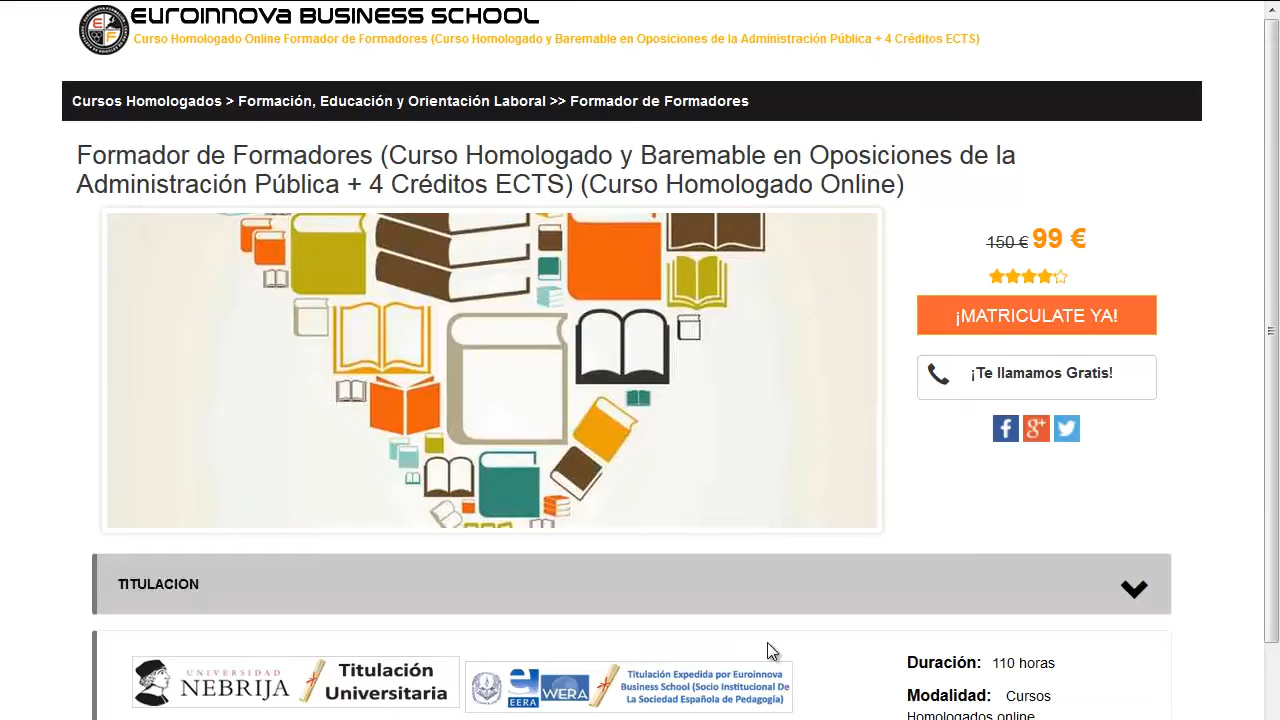 EUROINNOVA BUSINESS SCHOOL
Curso Homologado Online Formador de Formadores (Curso Homologado y Baremable en Oposiciones de la Administración Pública + 4 Créditos ECTS)
Cursos Homologados > Formación, Educación y Orientación Laboral >> Formador de Formadores
Formador de Formadores (Curso Homologado y Baremable en Oposiciones de la
Administración Pública + 4 Créditos ECTS) (Curso Homologado Online)
150 € 99 €
¡MATRICULATE YA!
¡Te llamamos Gratis!
TITULACION
UNIVERSIDAD
NEBRIJA
Titulación
Universitaria
EERA
WERA
Titulación Expedida por Euroinnova
Business School (Socio Institucional De
La Sociedad Española de Pedagogía)
Duración: 110 horas
Modalidad: Cursos
Homologados online